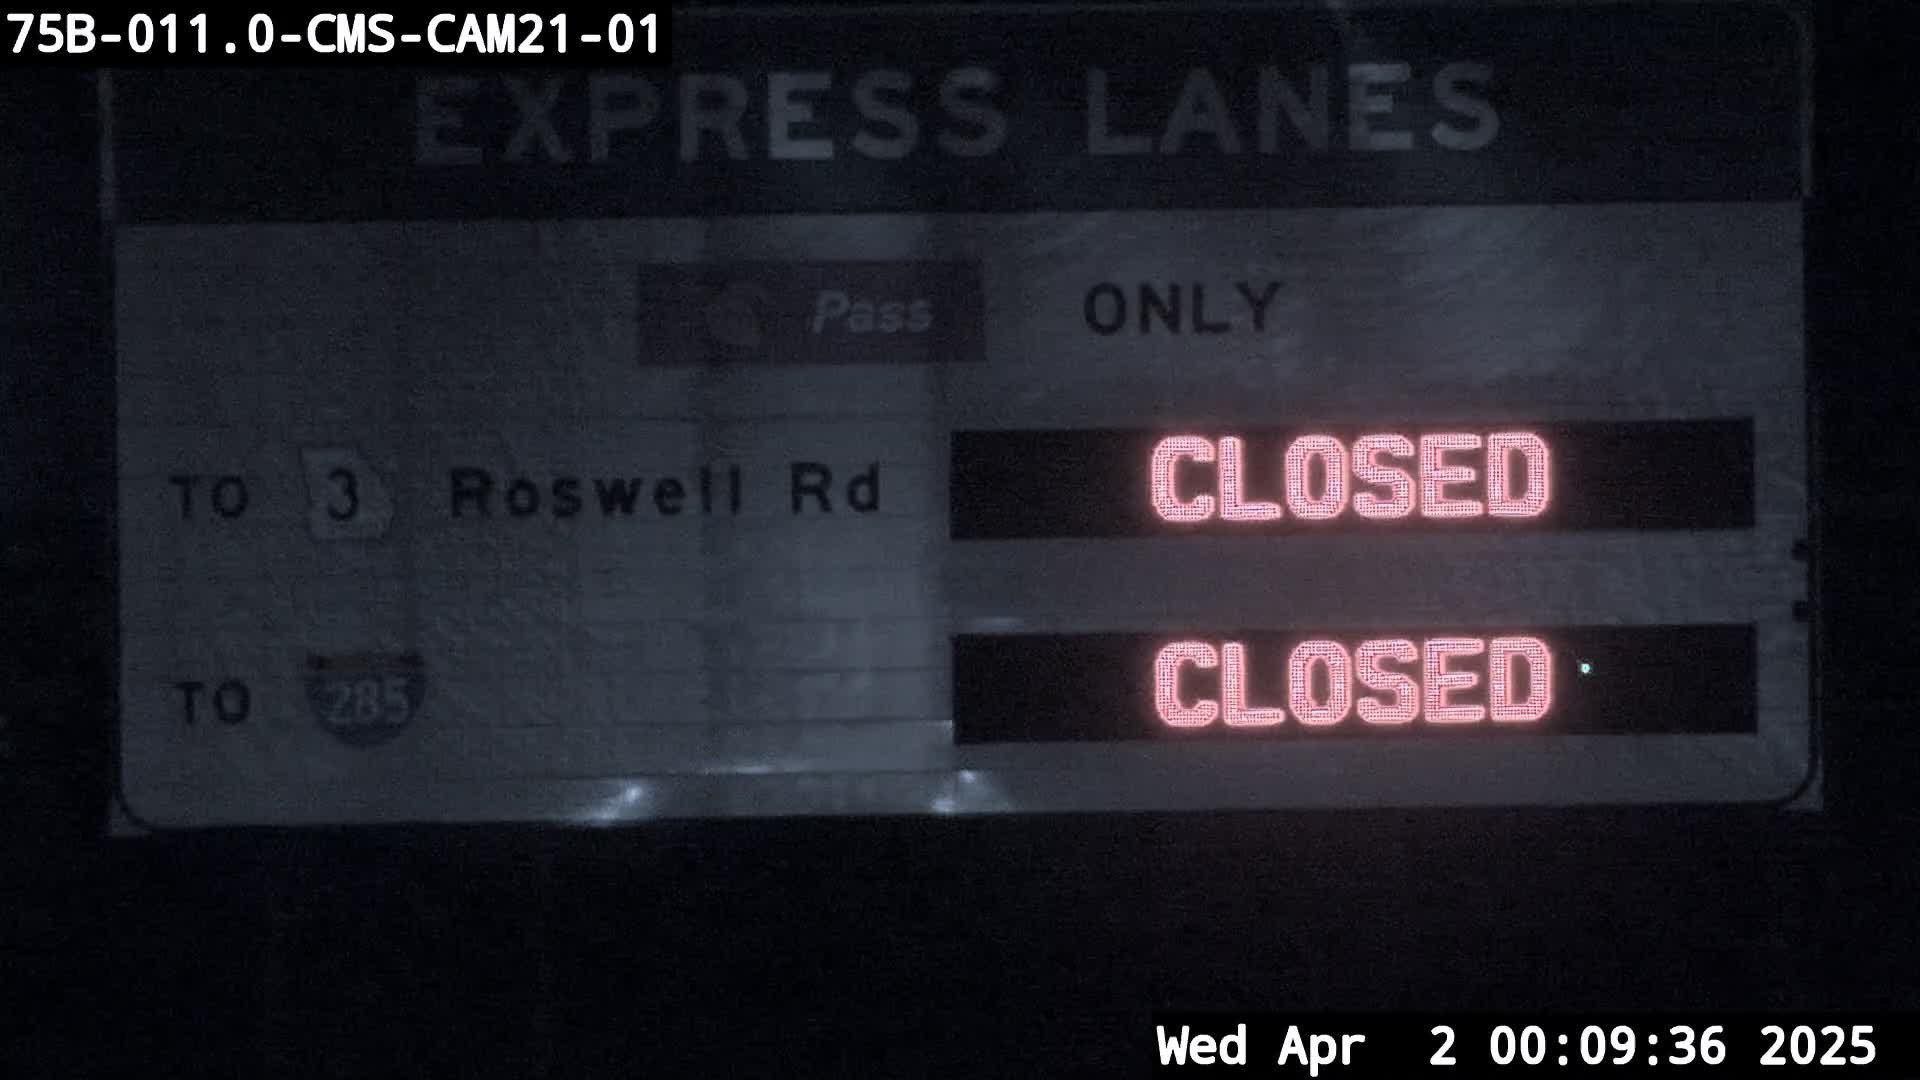 75B-011.0-CMS-CAM21-01
EXPRESS LANES
Pass ONLY
TO 3 Roswell Rd CLOSED
TO 285 CLOSED
Wed Apr 2 00:09:36 2025